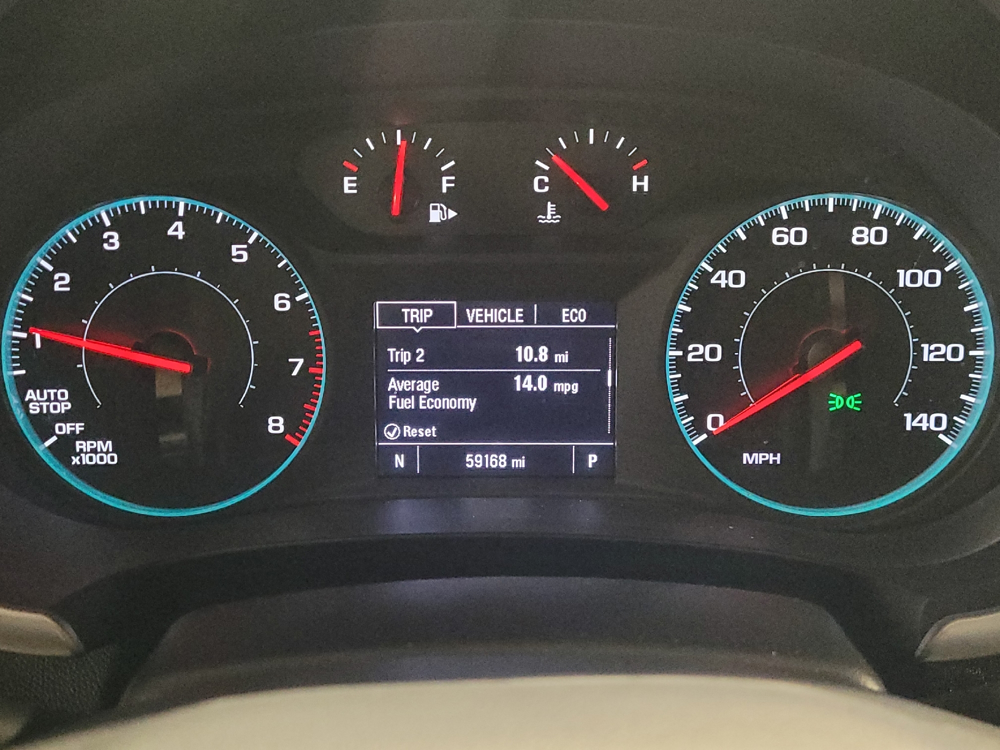 E F
C H
1 2 3 4 5 6 7 8
AUTO
STOP
OFF
RPM
x1000
TRIP VEHICLE ECO
Trip 2 10.8 mi
Average 14.0 mpg
Fuel Economy
Reset
N 59168 mi P
0 20 40 60 80 100 120 140
MPH